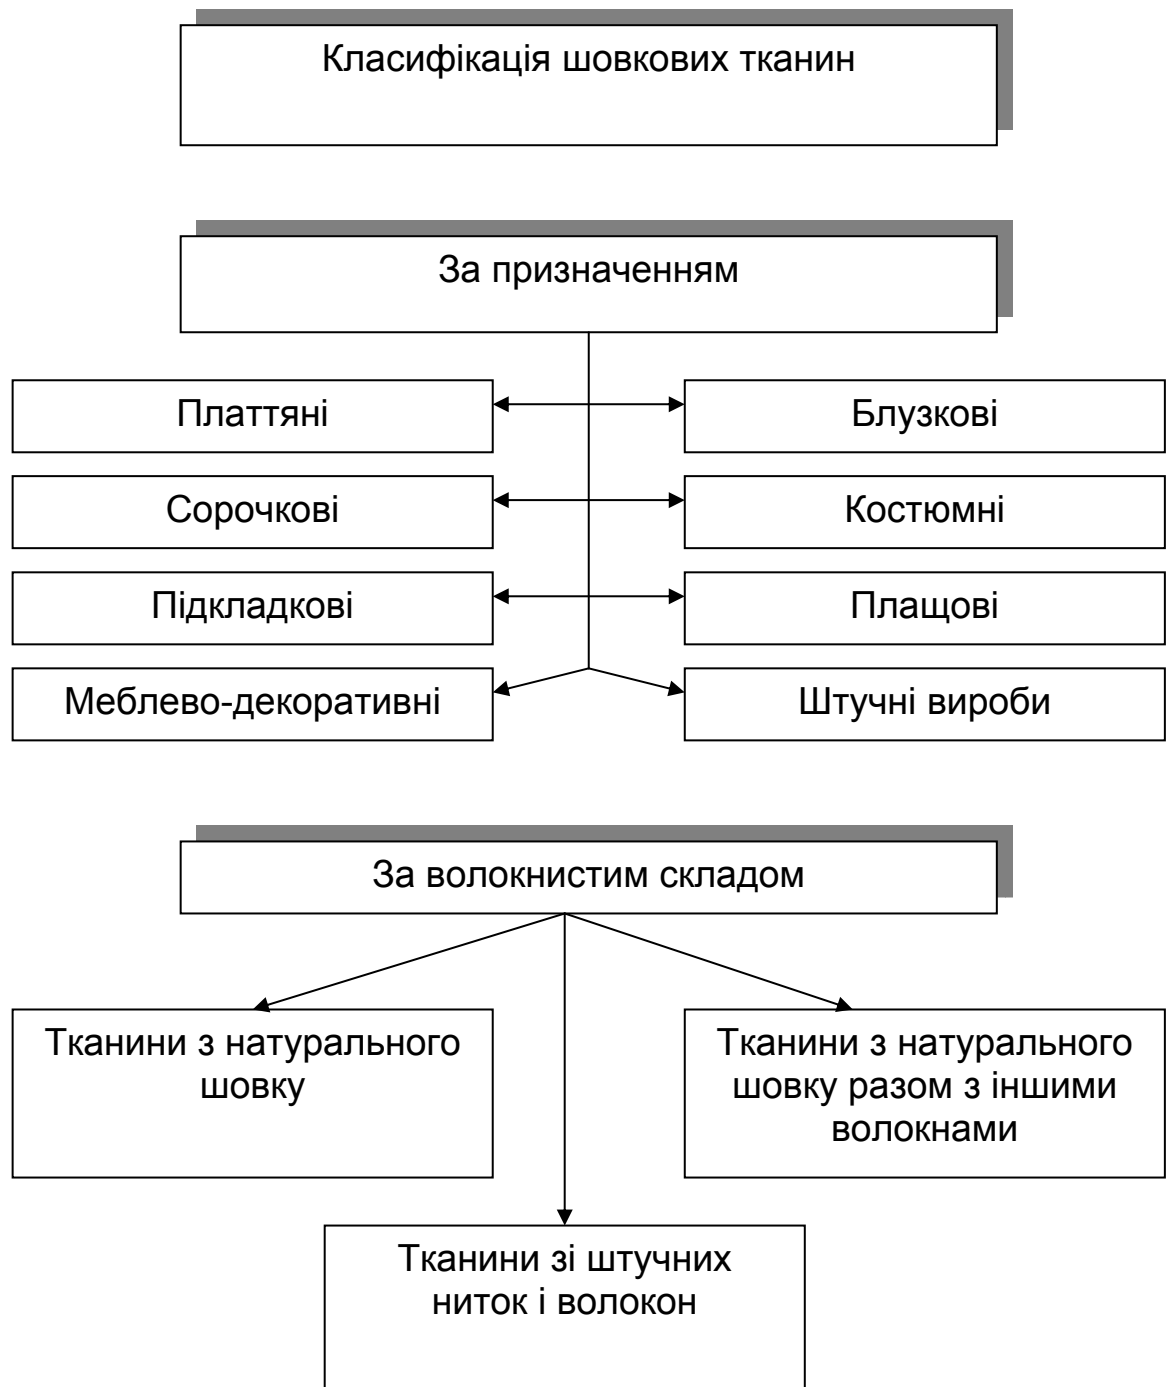 Класифікація шовкових тканин
За призначенням
Платтяні
Блузкові
Сорочкові
Костюмні
Підкладкові
Плащові
Меблево-декоративні
Штучні вироби
За волокнистим складом
Тканини з натурального
шовку
Тканини з натурального
шовку разом з іншими
волокнами
Тканини зі штучних
ниток і волокон